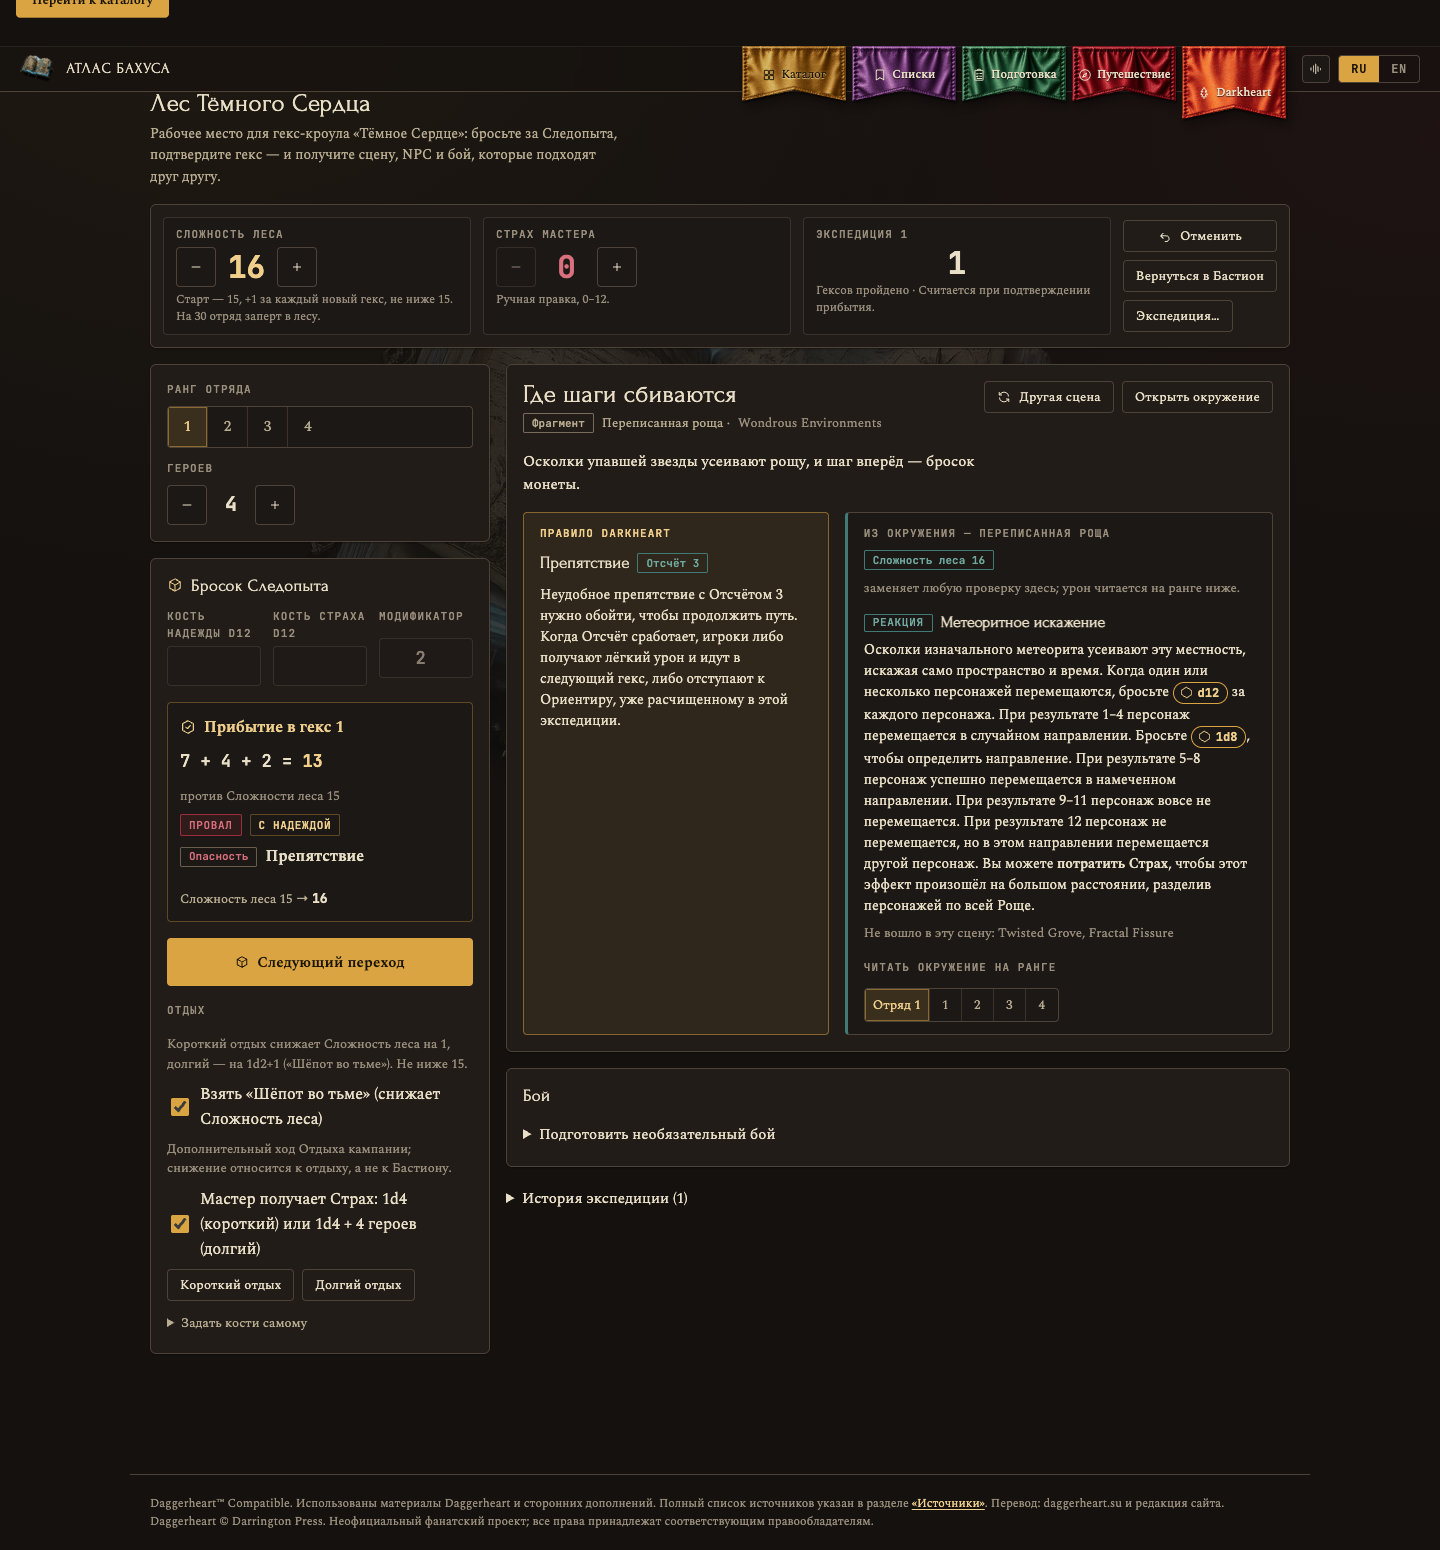 Перейти к каталогу
АТЛАС БАХУСА
Каталог
Списки
Подготовка
Путешествие
Darkheart
RU
EN
Лес Тёмного Сердца
Рабочее место для гекс-кроула «Тёмное Сердце»: бросьте за Следопыта,
подтвердите гекс — и получите сцену, NPC и бой, которые подходят
друг другу.
СЛОЖНОСТЬ ЛЕСА
− 16 +
Старт — 15, +1 за каждый новый гекс, не ниже 15.
На 30 отряд заперт в лесу.
СТРАХ МАСТЕРА
− 0 +
Ручная правка, 0–12.
ЭКСПЕДИЦИЯ 1
1
Гексов пройдено · Считается при подтверждении
прибытия.
Отменить
Вернуться в Бастион
Экспедиция…
РАНГ ОТРЯДА
1 2 3 4
ГЕРОЕВ
− 4 +
Бросок Следопыта
КОСТЬ
НАДЕЖДЫ D12
КОСТЬ СТРАХА
D12
МОДИФИКАТОР
2
Прибытие в гекс 1
7 + 4 + 2 = 13
против Сложности леса 15
ПРОВАЛ
С НАДЕЖДОЙ
Опасность Препятствие
Сложность леса 15 → 16
Следующий переход
ОТДЫХ
Короткий отдых снижает Сложность леса на 1,
долгий — на 1d2+1 («Шёпот во тьме»). Не ниже 15.
Взять «Шёпот во тьме» (снижает
Сложность леса)
Дополнительный ход Отдыха кампании;
снижение относится к отдыху, а не к Бастиону.
Мастер получает Страх: 1d4
(короткий) или 1d4 + 4 героев
(долгий)
Короткий отдых
Долгий отдых
Задать кости самому
Где шаги сбиваются
Фрагмент Переписанная роща · Wondrous Environments
Другая сцена
Открыть окружение
Осколки упавшей звезды усеивают рощу, и шаг вперёд — бросок
монеты.
ПРАВИЛО DARKHEART
Препятствие Отсчёт 3
Неудобное препятствие с Отсчётом 3
нужно обойти, чтобы продолжить путь.
Когда Отсчёт сработает, игроки либо
получают лёгкий урон и идут в
следующий гекс, либо отступают к
Ориентиру, уже расчищенному в этой
экспедиции.
ИЗ ОКРУЖЕНИЯ — ПЕРЕПИСАННАЯ РОЩА
Сложность леса 16
заменяет любую проверку здесь; урон читается на ранге ниже.
РЕАКЦИЯ Метеоритное искажение
Осколки изначального метеорита усеивают эту местность,
искажая само пространство и время. Когда один или
несколько персонажей перемещаются, бросьте d12 за
каждого персонажа. При результате 1–4 персонаж
перемещается в случайном направлении. Бросьте 1d8,
чтобы определить направление. При результате 5–8
персонаж успешно перемещается в намеченном
направлении. При результате 9–11 персонаж вовсе не
перемещается. При результате 12 персонаж не
перемещается, но в этом направлении перемещается
другой персонаж. Вы можете потратить Страх, чтобы этот
эффект произошёл на большом расстоянии, разделив
персонажей по всей Роще.
Не вошло в эту сцену: Twisted Grove, Fractal Fissure
ЧИТАТЬ ОКРУЖЕНИЕ НА РАНГЕ
Отряд 1 1 2 3 4
Бой
Подготовить необязательный бой
История экспедиции (1)
Daggerheart™ Compatible. Использованы материалы Daggerheart и сторонних дополнений. Полный список источников указан в разделе «Источники». Перевод: daggerheart.su и редакция сайта.
Daggerheart © Darrington Press. Неофициальный фанатский проект; все права принадлежат соответствующим правообладателям.